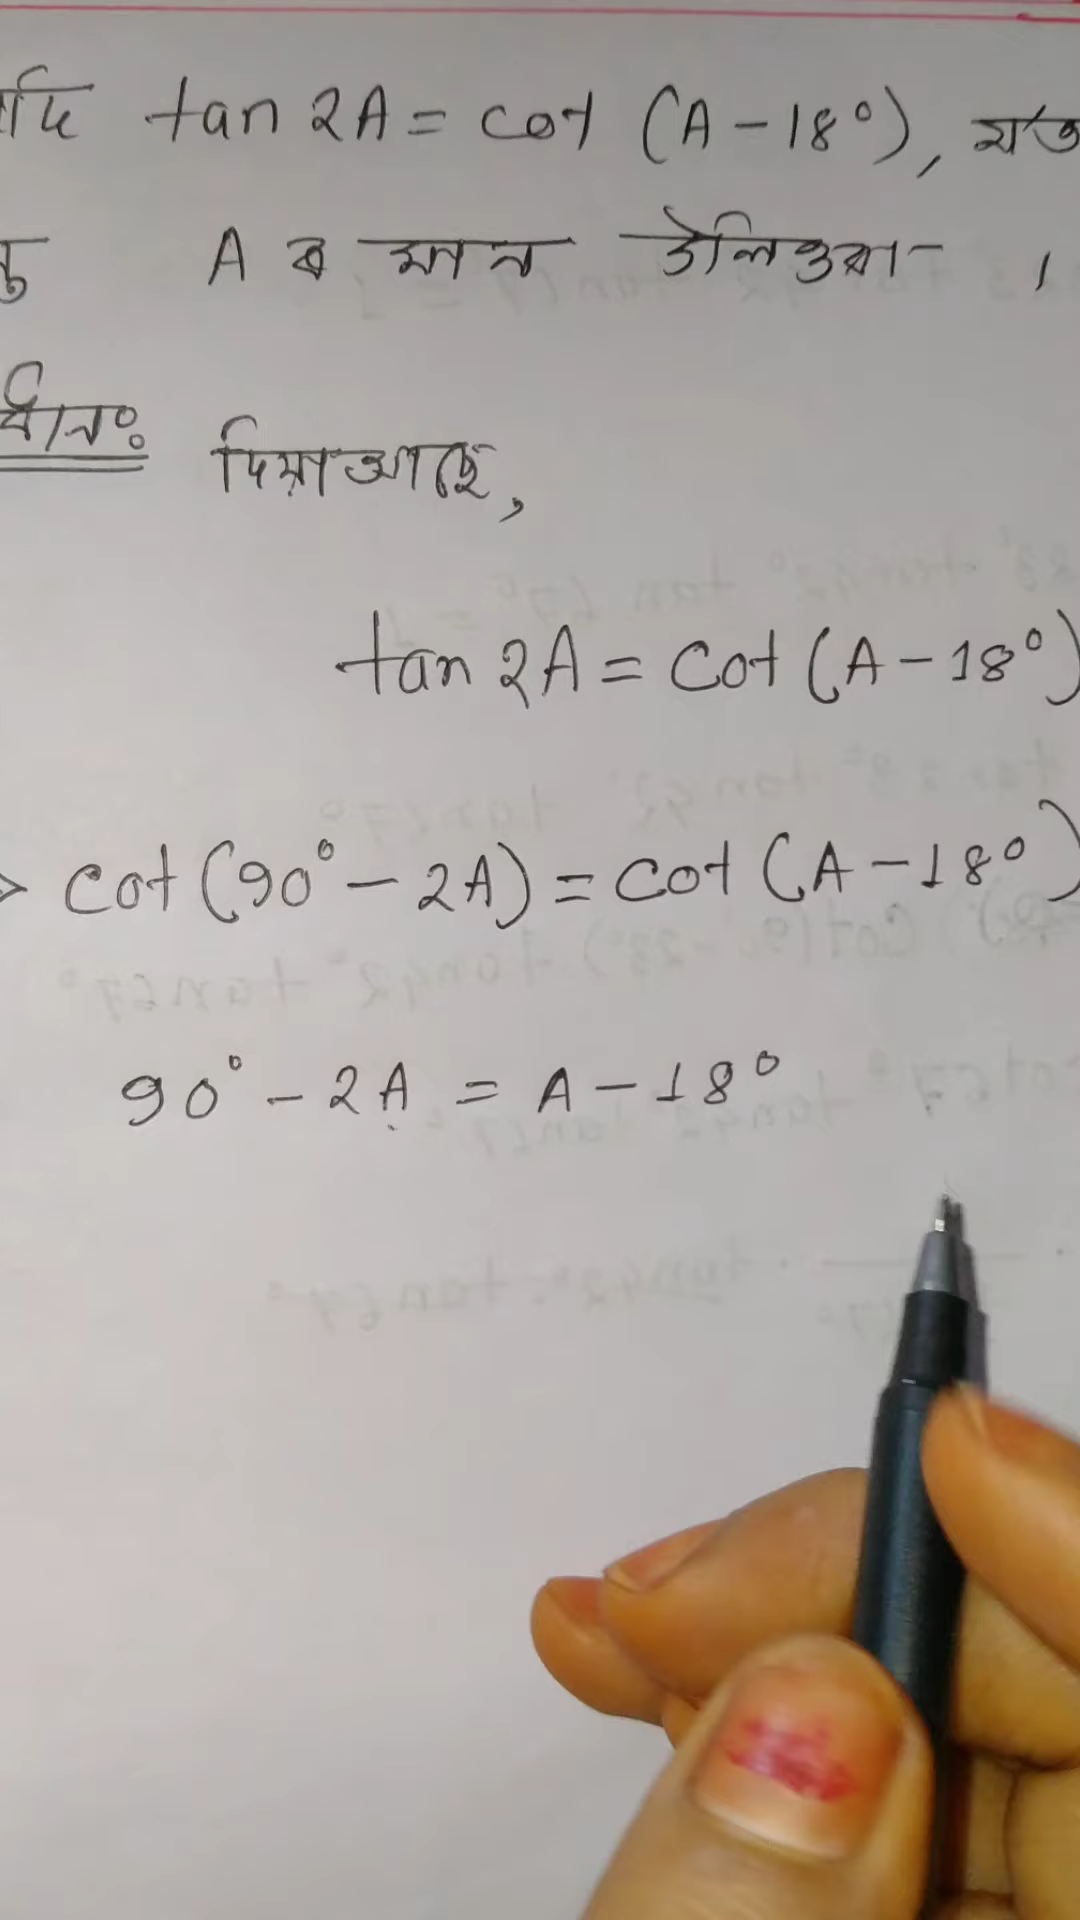 যদি tan 2A = cot (A – 18°), য'ত
A ৰ মান উলিওৱা ।
ধান:
দিয়া আছে,
tan 2A = cot (A – 18°)
cot (90° – 2A) = cot (A – 18°)
90° – 2A = A – 18°